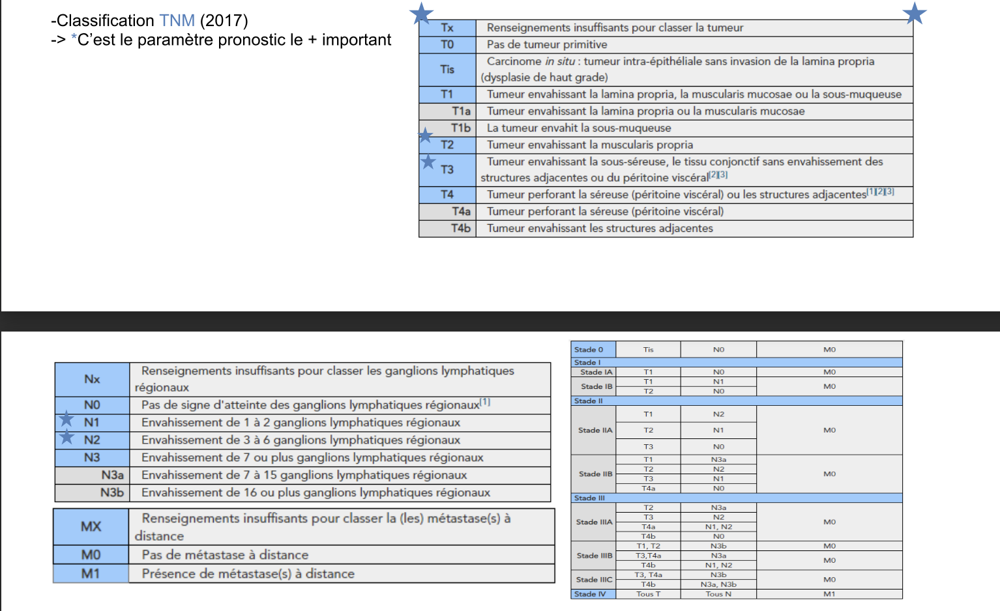 -Classification TNM (2017)
-> *C'est le paramètre pronostic le + important
Tx Renseignements insuffisants pour classer la tumeur
T0 Pas de tumeur primitive
Tis Carcinome in situ : tumeur intra-épithéliale sans invasion de la lamina propria
(dysplasie de haut grade)
T1 Tumeur envahissant la lamina propria, la muscularis mucosae ou la sous-muqueuse
T1a Tumeur envahissant la lamina propria ou la muscularis mucosae
T1b La tumeur envahit la sous-muqueuse
T2 Tumeur envahissant la muscularis propria
T3 Tumeur envahissant la sous-séreuse, le tissu conjonctif sans envahissement des
structures adjacentes ou du péritoine viscéral[2][3]
T4 Tumeur perforant la séreuse (péritoine viscéral) ou les structures adjacentes[1][2][3]
T4a Tumeur perforant la séreuse (péritoine viscéral)
T4b Tumeur envahissant les structures adjacentes
Nx Renseignements insuffisants pour classer les ganglions lymphatiques
régionaux
N0 Pas de signe d'atteinte des ganglions lymphatiques régionaux[1]
N1 Envahissement de 1 à 2 ganglions lymphatiques régionaux
N2 Envahissement de 3 à 6 ganglions lymphatiques régionaux
N3 Envahissement de 7 ou plus ganglions lymphatiques régionaux
N3a Envahissement de 7 à 15 ganglions lymphatiques régionaux
N3b Envahissement de 16 ou plus ganglions lymphatiques régionaux
MX Renseignements insuffisants pour classer la (les) métastase(s) à
distance
M0 Pas de métastase à distance
M1 Présence de métastase(s) à distance
Stade 0 Tis N0 M0
Stade I
Stade IA T1 N0 M0
Stade IB T1 N1 M0
T2 N0
Stade II
Stade IIA T1 N2 M0
T2 N1
T3 N0
Stade IIB T1 N3a M0
T2 N2
T3 N1
T4a N0
Stade III
Stade IIIA T2 N3a M0
T3 N2
T4a N1, N2
T4b N0
Stade IIIB T1, T2 N3b M0
T3,T4a N3a M0
T4b N1, N2
Stade IIIC T3, T4a N3b M0
T4b N3a, N3b
Stade IV Tous T Tous N M1